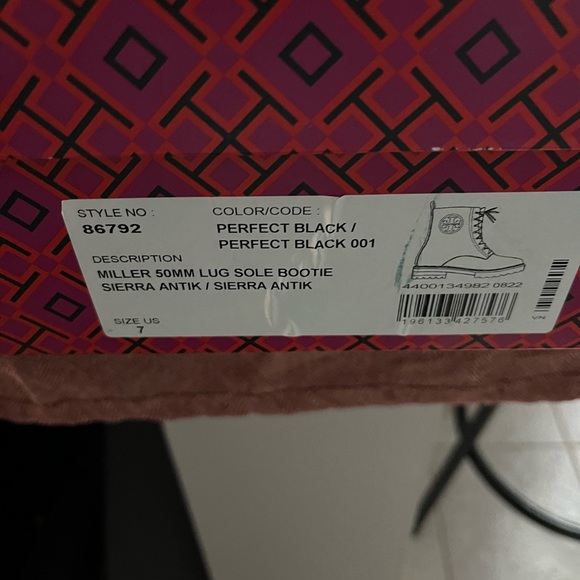 STYLE NO :
86792
COLOR/CODE :
PERFECT BLACK /
PERFECT BLACK 001
DESCRIPTION
MILLER 50MM LUG SOLE BOOTIE
SIERRA ANTIK / SIERRA ANTIK
SIZE US
7
4400134982 0822
196133427576
V/N